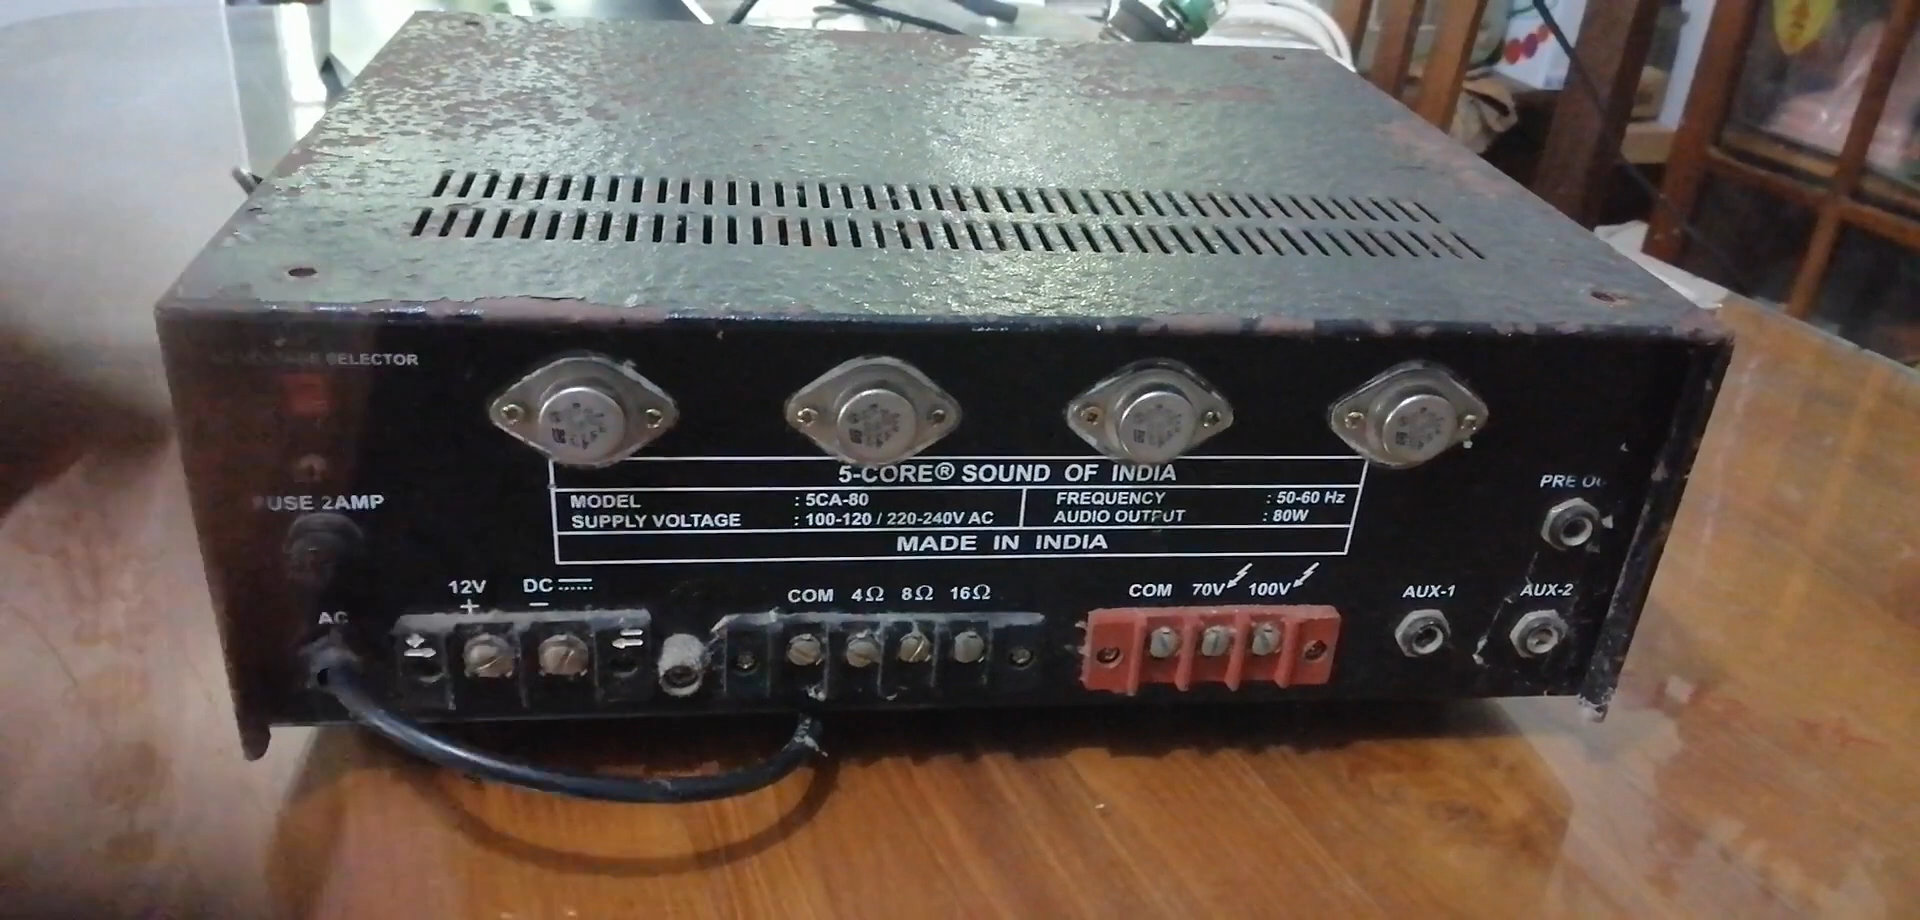 SELECTOR
5-CORE® SOUND OF INDIA
MODEL : 5CA-80
FREQUENCY : 50-60 Hz
SUPPLY VOLTAGE : 100-120 / 220-240V AC
AUDIO OUTPUT : 80W
MADE IN INDIA
FUSE 2AMP
PRE
12V DC
+ −
COM 4Ω 8Ω 16Ω
COM 70V 100V
AUX-1 AUX-2
AC